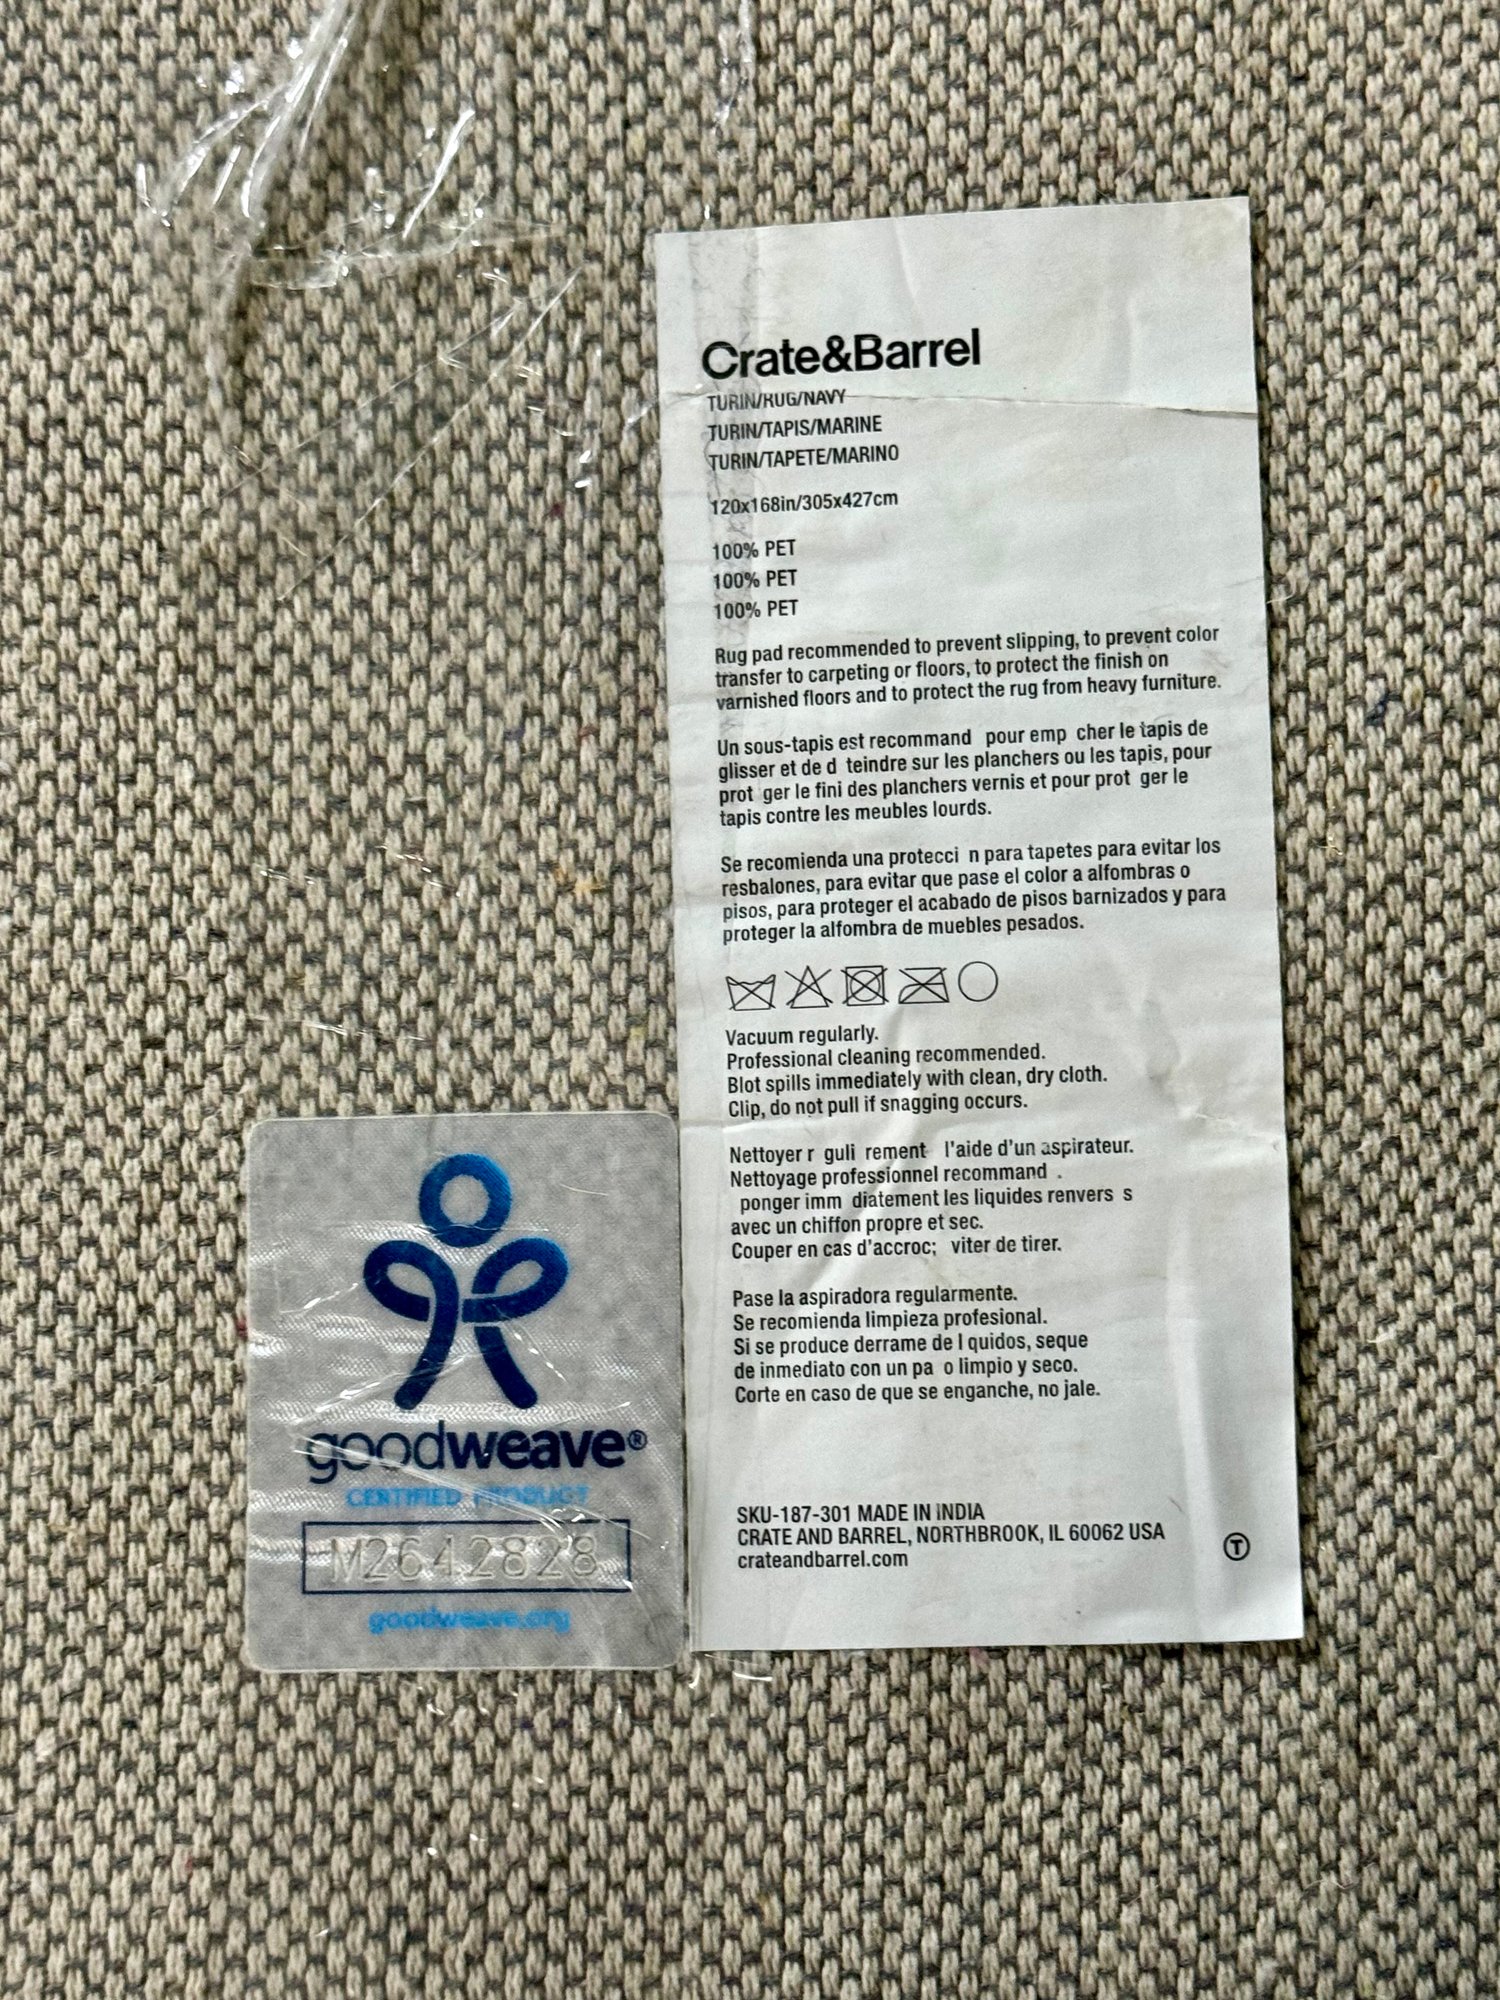 Crate&Barrel
TURIN/RUG/NAVY
TURIN/TAPIS/MARINE
TURIN/TAPETE/MARINO
120x168in/305x427cm
100% PET
100% PET
100% PET
Rug pad recommended to prevent slipping, to prevent color
transfer to carpeting or floors, to protect the finish on
varnished floors and to protect the rug from heavy furniture.
Un sous-tapis est recommand pour emp cher le tapis de
glisser et de d teindre sur les planchers ou les tapis, pour
prot ger le fini des planchers vernis et pour prot ger le
tapis contre les meubles lourds.
Se recomienda una protecci n para tapetes para evitar los
resbalones, para evitar que pase el color a alfombras o
pisos, para proteger el acabado de pisos barnizados y para
proteger la alfombra de muebles pesados.
Vacuum regularly.
Professional cleaning recommended.
Blot spills immediately with clean, dry cloth.
Clip, do not pull if snagging occurs.
Nettoyer r guli rement l'aide d'un aspirateur.
Nettoyage professionnel recommand .
ponger imm diatement les liquides renvers s
avec un chiffon propre et sec.
Couper en cas d'accroc; viter de tirer.
Pase la aspiradora regularmente.
Se recomienda limpieza profesional.
Si se produce derrame de l quidos, seque
de inmediato con un pa o limpio y seco.
Corte en caso de que se enganche, no jale.
SKU-187-301 MADE IN INDIA
CRATE AND BARREL, NORTHBROOK, IL 60062 USA
crateandbarrel.com
T
goodweave®
CERTIFIED PRODUCT
M2642828
goodweave.org